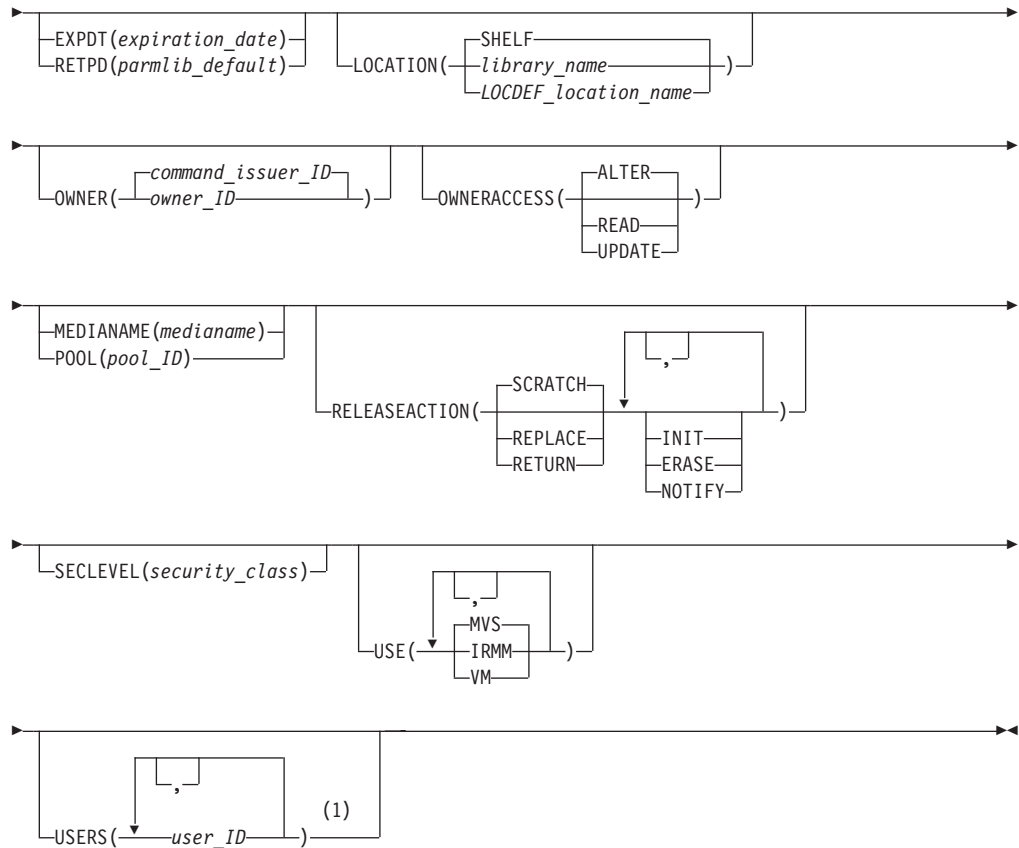 EXPDT(expiration_date)
RETPD(parmlib_default)
LOCATION(
SHELF
library_name
LOCDEF_location_name
)
OWNER(
command_issuer_ID
owner_ID
)
OWNERACCESS(
ALTER
READ
UPDATE
)
MEDIANAME(medianame)
POOL(pool_ID)
RELEASEACTION(
SCRATCH
REPLACE
RETURN
,
INIT
ERASE
NOTIFY
)
SECLEVEL(security_class)
USE(
,
MVS
IRMM
VM
)
USERS(
,
user_ID
)
(1)